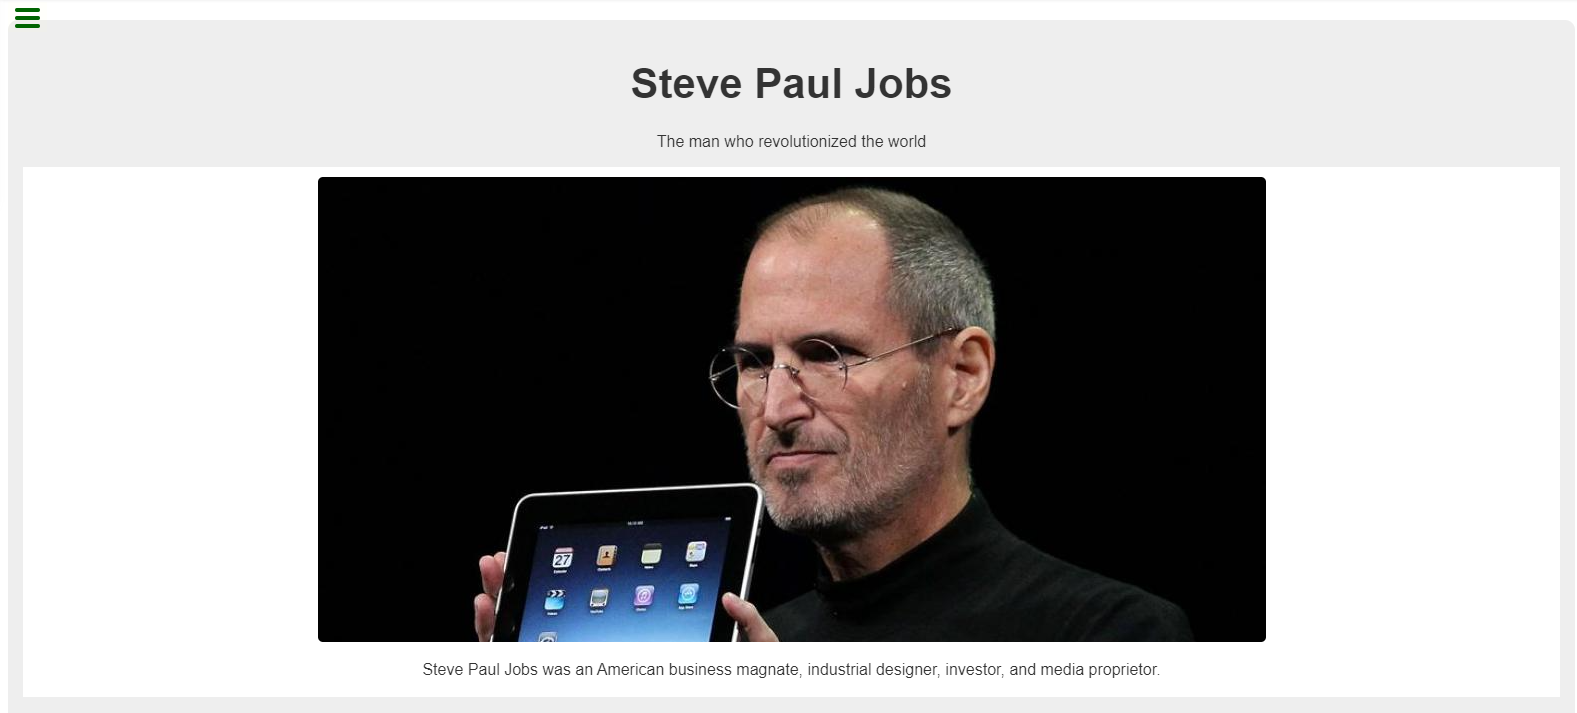 Steve Paul Jobs
The man who revolutionized the world
27
Steve Paul Jobs was an American business magnate, industrial designer, investor, and media proprietor.